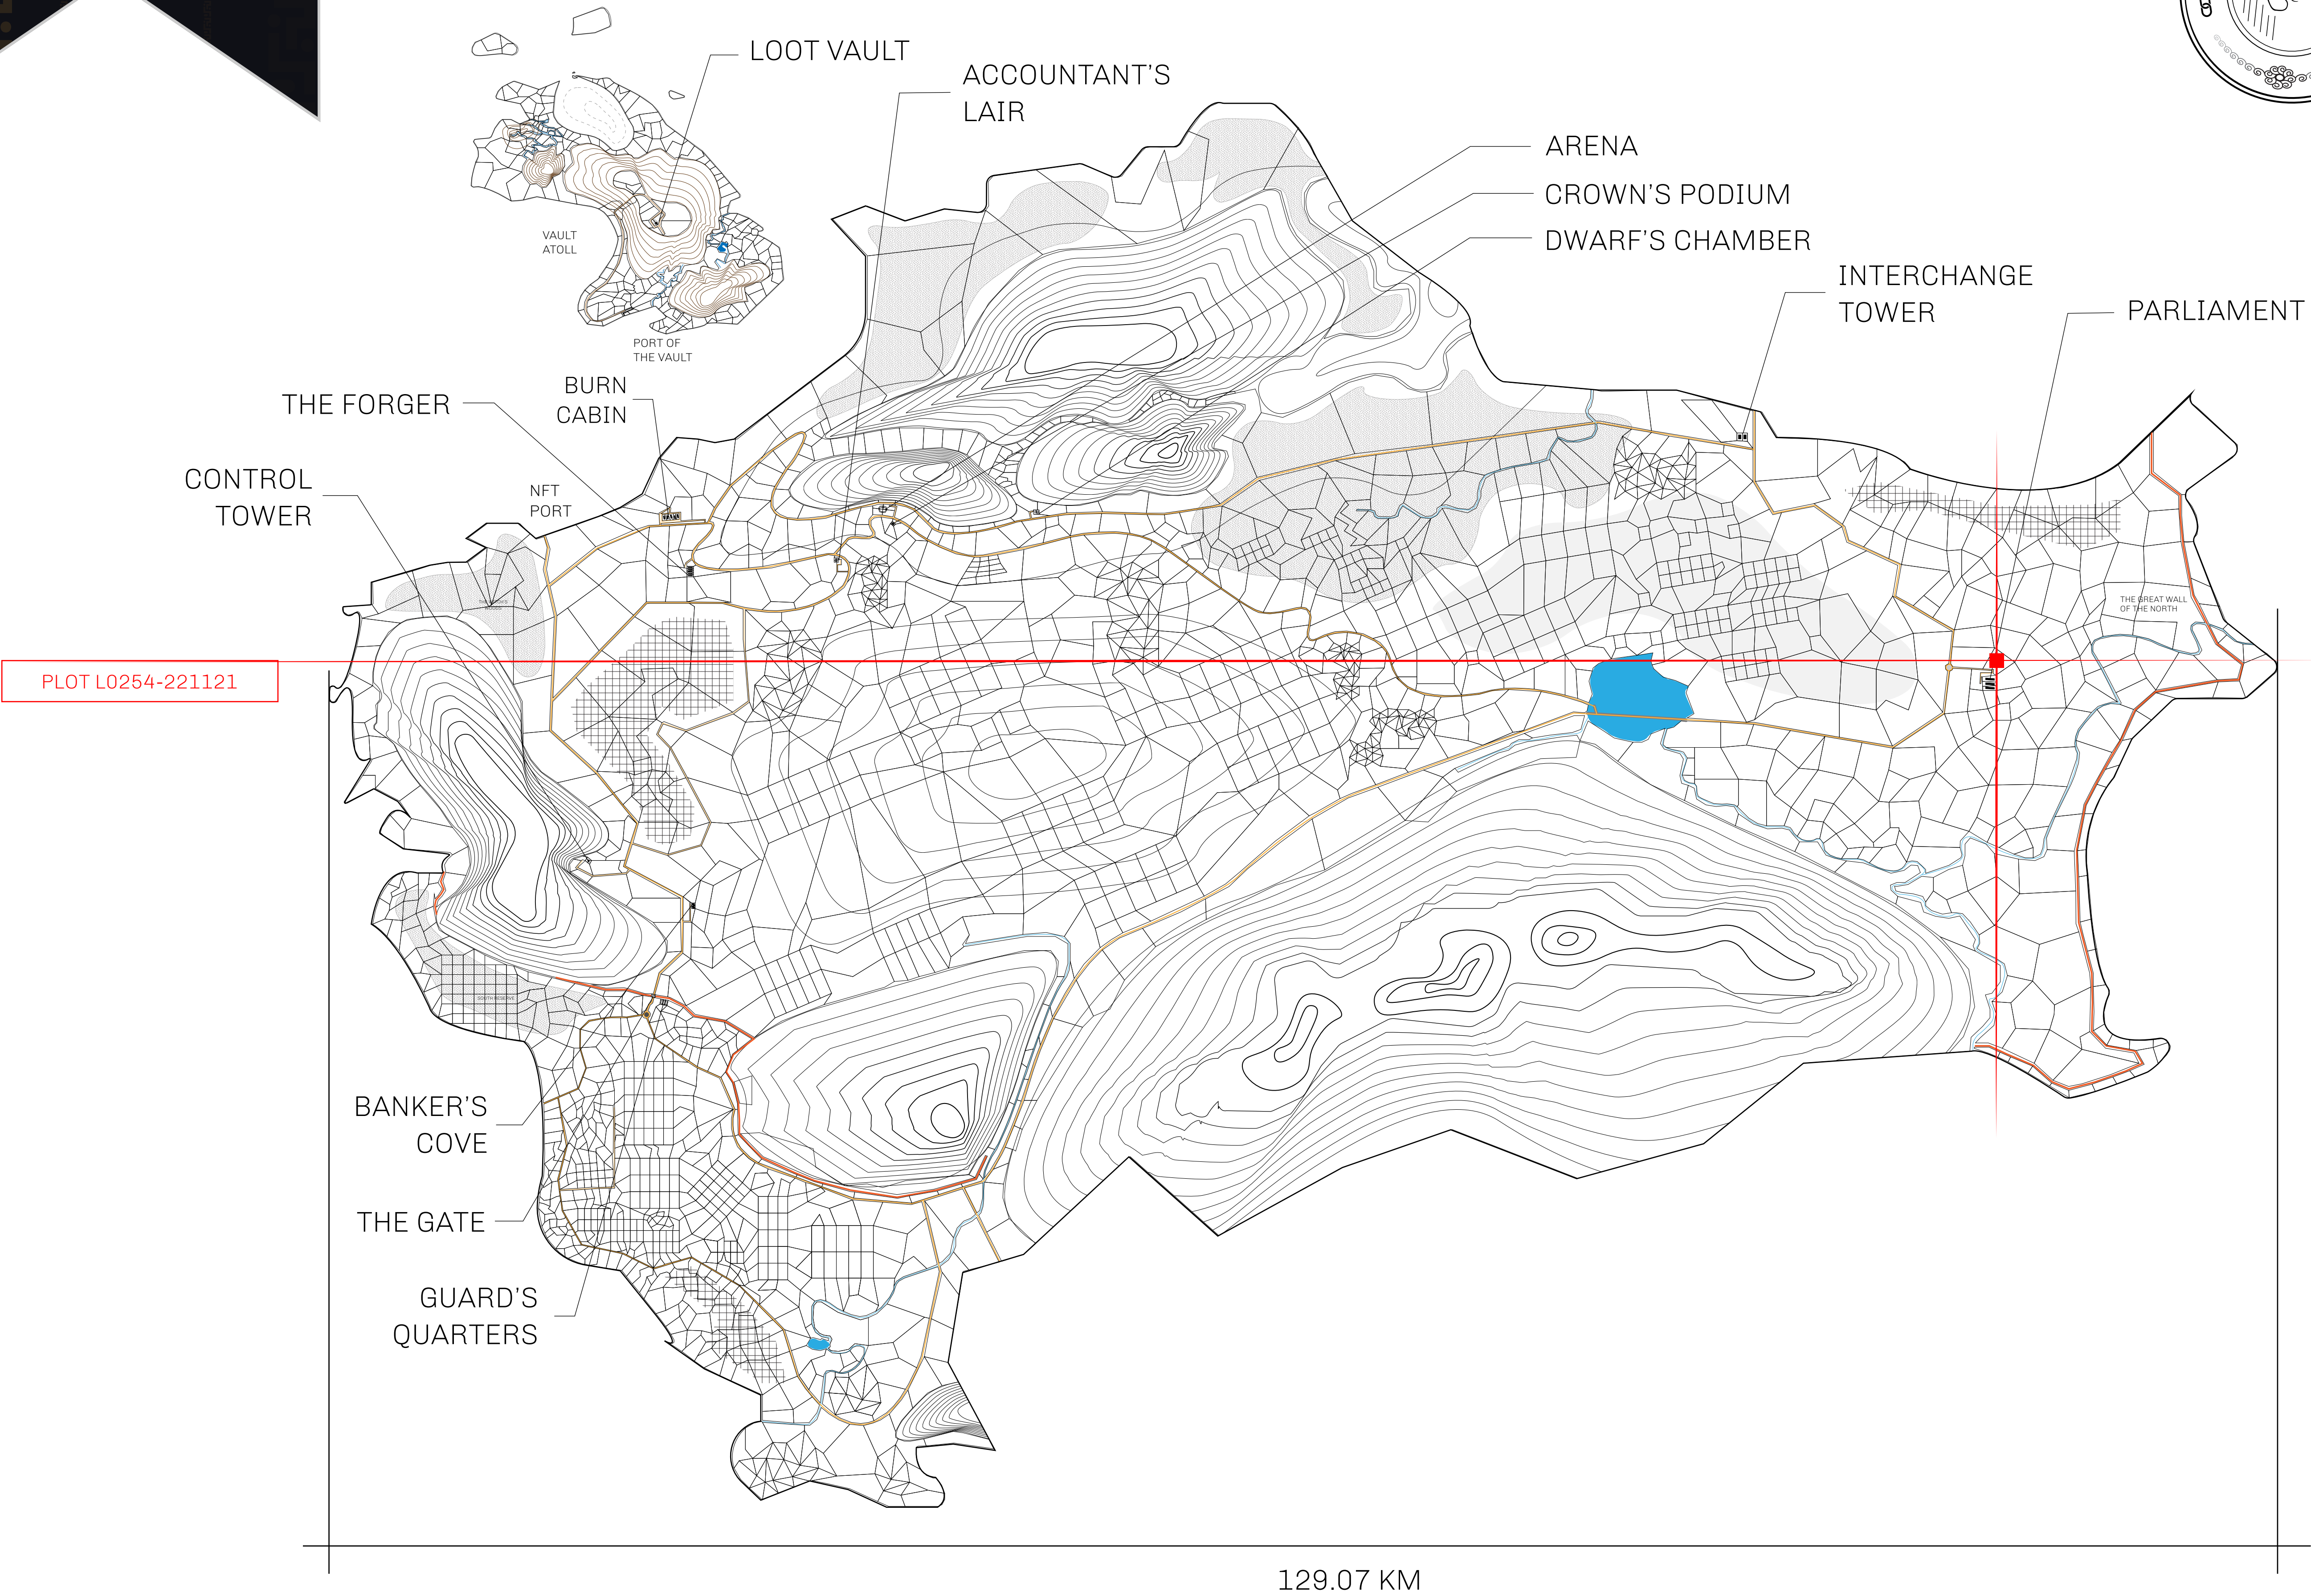 LOOT VAULT
ACCOUNTANT'S
LAIR
ARENA
CROWN'S PODIUM
DWARF'S CHAMBER
INTERCHANGE
TOWER
PARLIAMENT
VAULT
ATOLL
PORT OF
THE VAULT
BURN
CABIN
THE FORGER
CONTROL
TOWER
NFT
PORT
THE GREAT WALL
OF THE NORTH
PLOT L0254-221121
SOUTH RESERVE
BANKER'S
COVE
THE GATE
GUARD'S
QUARTERS
129.07 KM